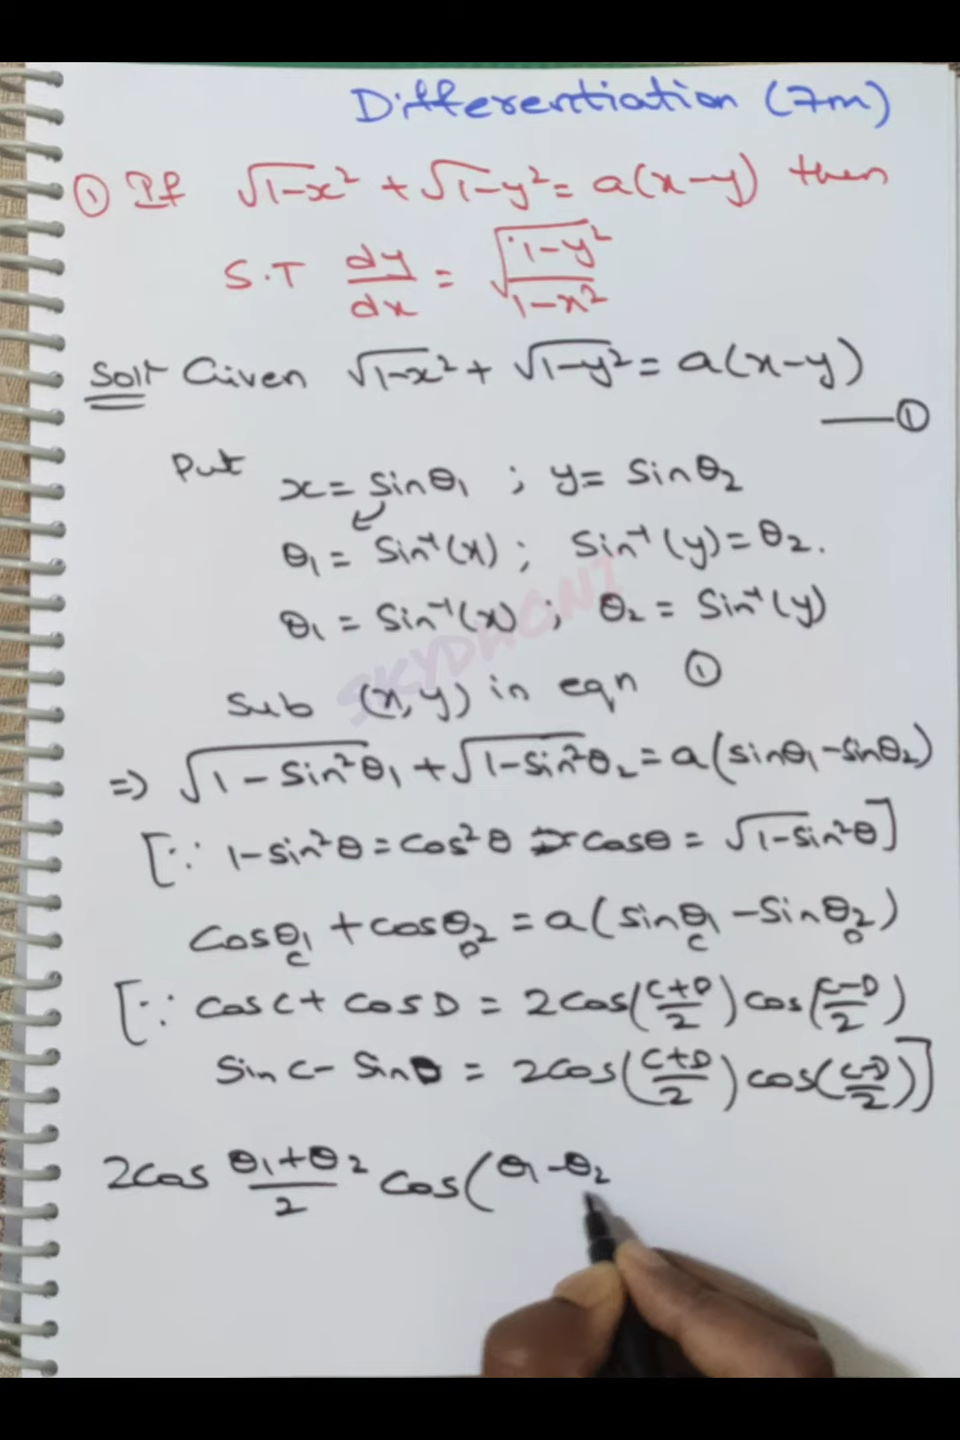 Differentiation (7m)
① If √1-x² + √1-y² = a(x-y) then
S.T dy/dx = √(1-y²/1-x²)
Sol: Given √1-x² + √1-y² = a(x-y)
—①
Put x = sinθ₁ ; y = Sinθ₂
θ₁ = Sin⁻¹(x) ; Sin⁻¹(y) = θ₂.
θ₁ = Sin⁻¹(x) ; θ₂ = Sin⁻¹(y)
SKYDHONI
Sub (x,y) in eqn ①
=> √1-Sin²θ₁ + √1-Sin²θ₂ = a(sinθ₁-sinθ₂)
[∵ 1-sin²θ = cos²θ cosθ = √1-sin²θ]
Cosθ₁ + cosθ₂ = a(sinθ₁ - Sinθ₂)
C D C D
[∵ cosC + cosD = 2cos(C+D/2) cos(C-D/2)
SinC - SinD = 2cos(C+D/2) cos(C-D/2)]
2cos θ₁+θ₂/2 cos(θ₁-θ₂